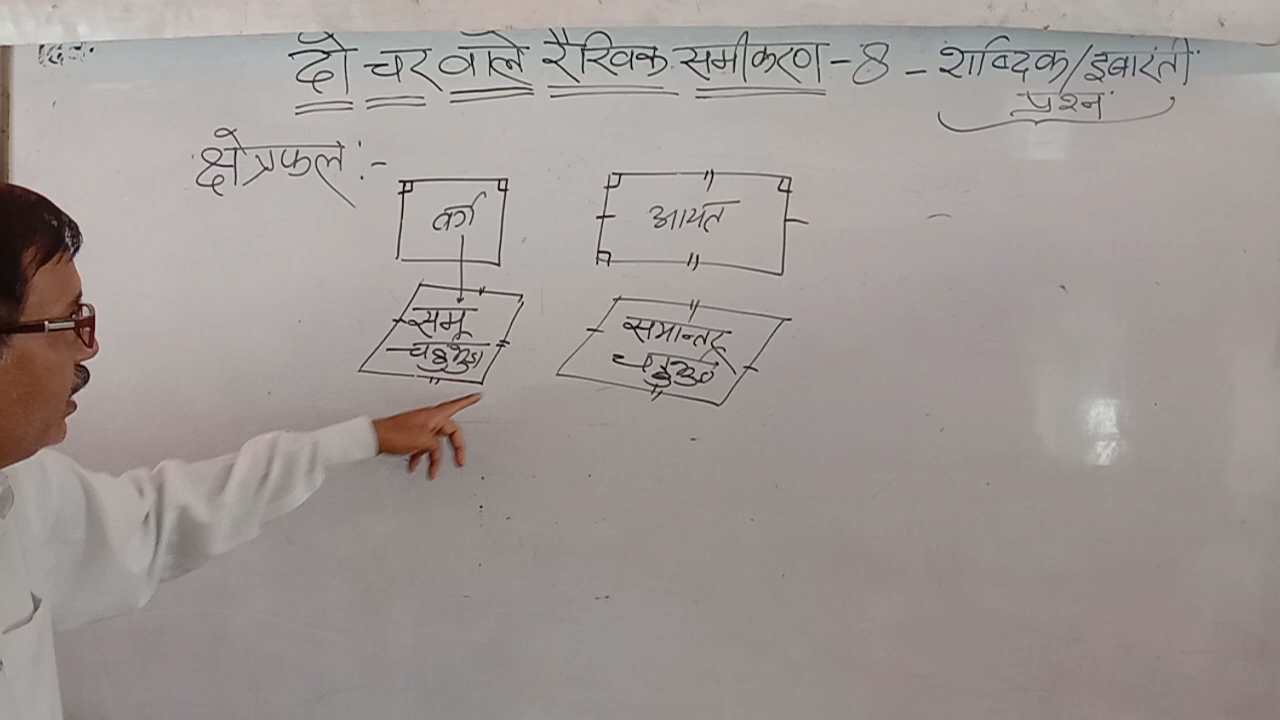 दो चर वाले रैखिक समीकरण - 8 - शाब्दिक/इबारती
प्रश्न
क्षेत्रफल :-
वर्ग
आयत
सम
चतुर्भुज
समान्तर
चतुर्भुज